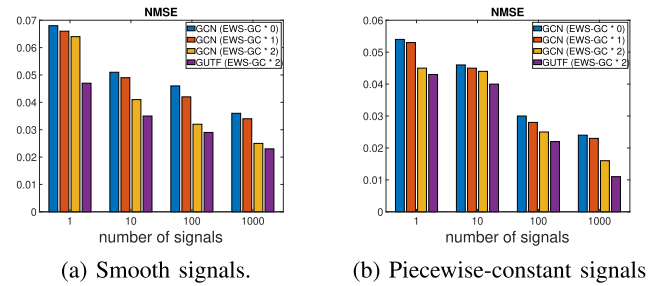 NMSE
0.07
0.06
0.05
0.04
0.03
0.02
0.01
0
GCN (EWS-GC * 0)
GCN (EWS-GC * 1)
GCN (EWS-GC * 2)
GUTF (EWS-GC * 2
1 10 100 1000
number of signals
(a) Smooth signals.
NMSE
0.06
0.05
0.04
0.03
0.02
0.01
0
GCN (EWS-GC * 0)
GCN (EWS-GC * 1)
GCN (EWS-GC * 2)
GUTF (EWS-GC * 2
1 10 100 1000
number of signals
(b) Piecewise-constant signals